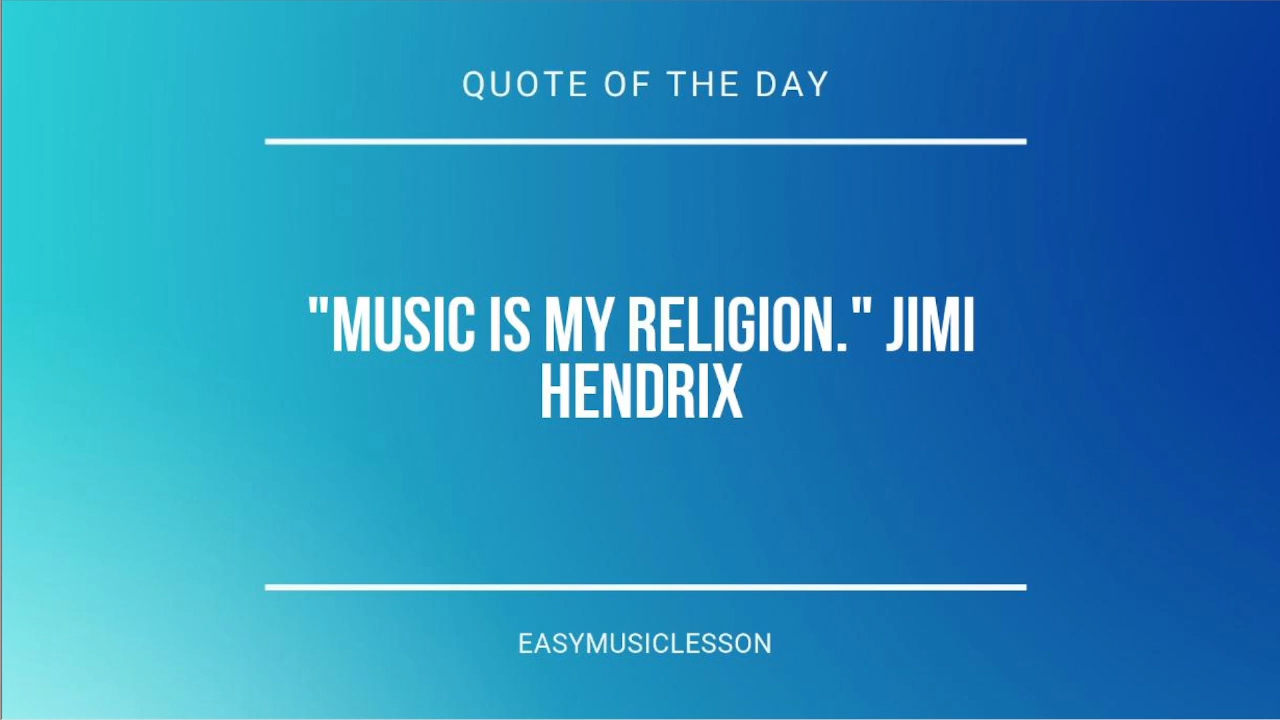 QUOTE OF THE DAY
"MUSIC IS MY RELIGION." JIMI
HENDRIX
EASYMUSICLESSON